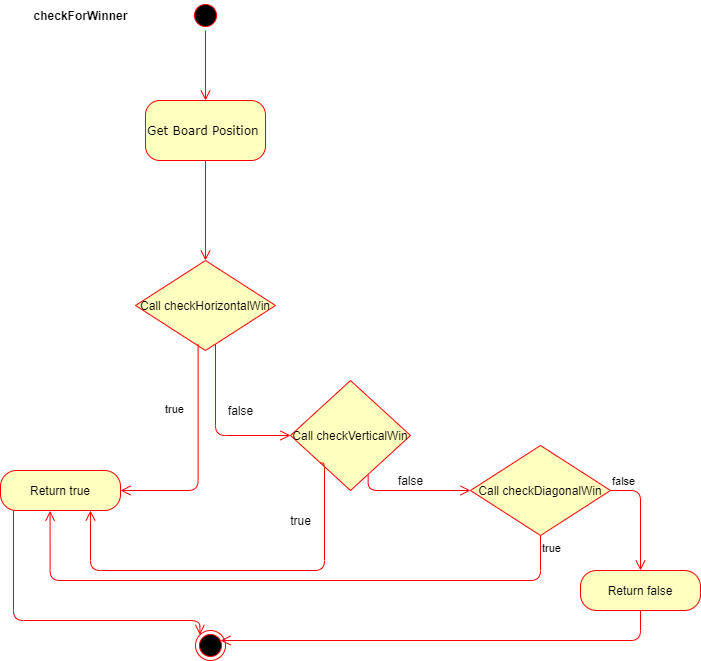 checkForWinner
Get Board Position
Call checkHorizontalWin
true
false
Call checkVerticalWin
false
false
Return true
Call checkDiagonalWin
true
true
Return false